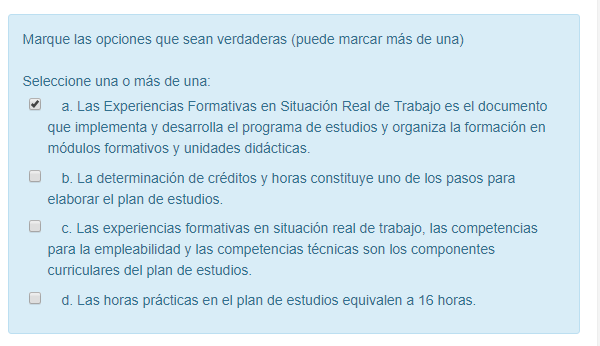 Marque las opciones que sean verdaderas (puede marcar más de una)
Seleccione una o más de una:
a. Las Experiencias Formativas en Situación Real de Trabajo es el documento
que implementa y desarrolla el programa de estudios y organiza la formación en
módulos formativos y unidades didácticas.
b. La determinación de créditos y horas constituye uno de los pasos para
elaborar el plan de estudios.
c. Las experiencias formativas en situación real de trabajo, las competencias
para la empleabilidad y las competencias técnicas son los componentes
curriculares del plan de estudios.
d. Las horas prácticas en el plan de estudios equivalen a 16 horas.